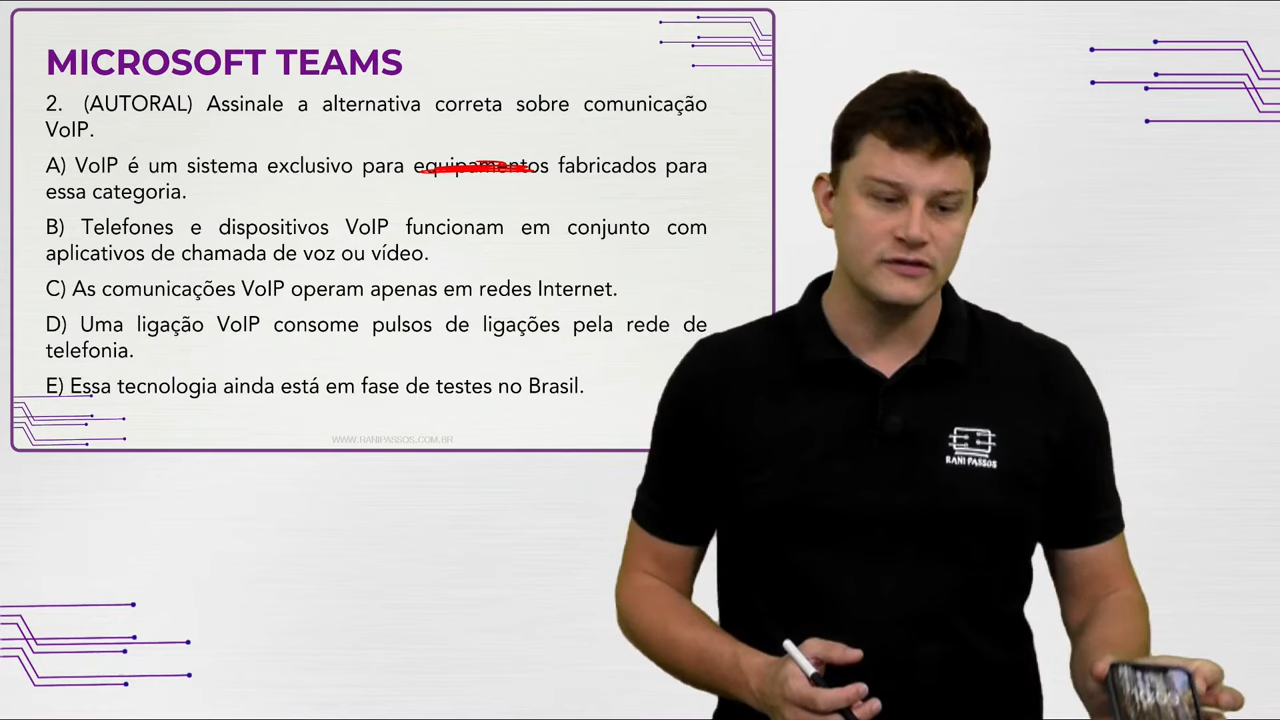 MICROSOFT TEAMS
2. (AUTORAL) Assinale a alternativa correta sobre comunicação
VoIP.
A) VoIP é um sistema exclusivo para equipamentos fabricados para
essa categoria.
B) Telefones e dispositivos VoIP funcionam em conjunto com
aplicativos de chamada de voz ou vídeo.
C) As comunicações VoIP operam apenas em redes Internet.
D) Uma ligação VoIP consome pulsos de ligações pela rede de
telefonia.
E) Essa tecnologia ainda está em fase de testes no Brasil.
WWW.RANIPASSOS.COM.BR
RANI PASSOS